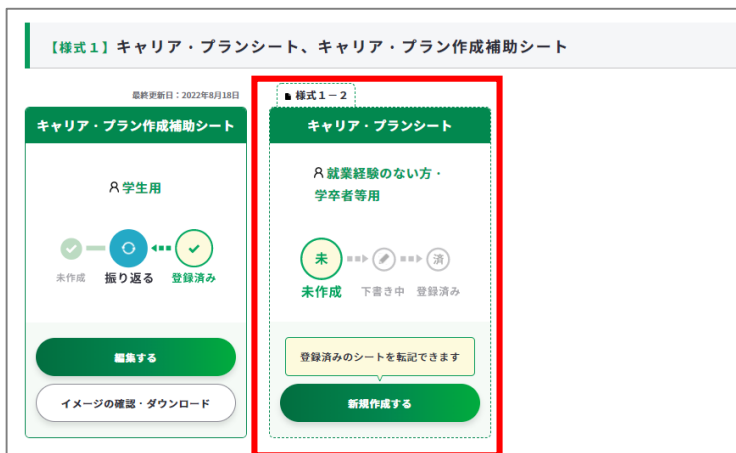 【様式1】キャリア・プランシート、キャリア・プラン作成補助シート
最終更新日：2022年8月18日
キャリア・プラン作成補助シート
学生用
未作成 振り返る 登録済み
編集する
イメージの確認・ダウンロード
様式1－2
キャリア・プランシート
就業経験のない方・
学卒者等用
未 済
未作成 下書き中 登録済み
登録済みのシートを転記できます
新規作成する